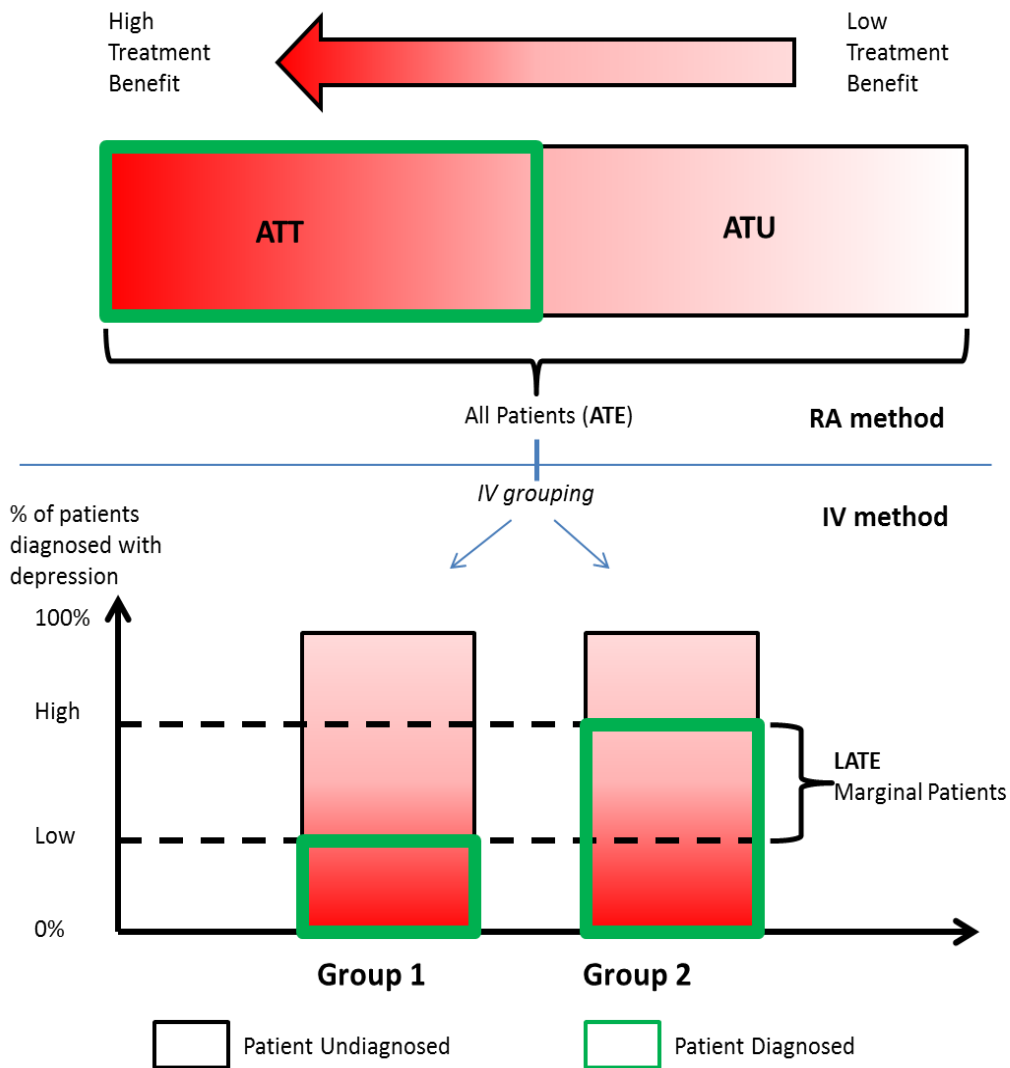 High
Treatment
Benefit
Low
Treatment
Benefit
ATT
ATU
All Patients (ATE)
RA method
IV grouping
IV method
% of patients
diagnosed with
depression
100%
High
Low
0%
LATE
Marginal Patients
Group 1
Group 2
Patient Undiagnosed
Patient Diagnosed